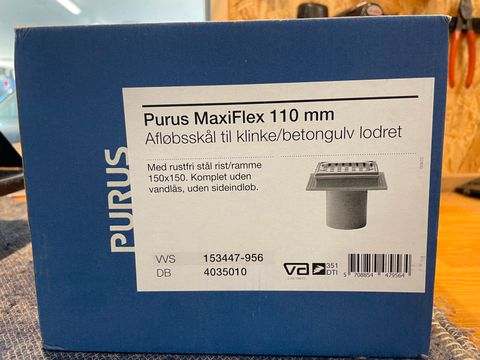 PURUS
Purus MaxiFlex 110 mm
Afløbsskål til klinke/betongulv lodret
Med rustfri stål rist/ramme
150x150. Komplet uden
vandlås, uden sideindløb.
VVS 153447-956
DB 4035010
va
351
DTI
5 708854 479564